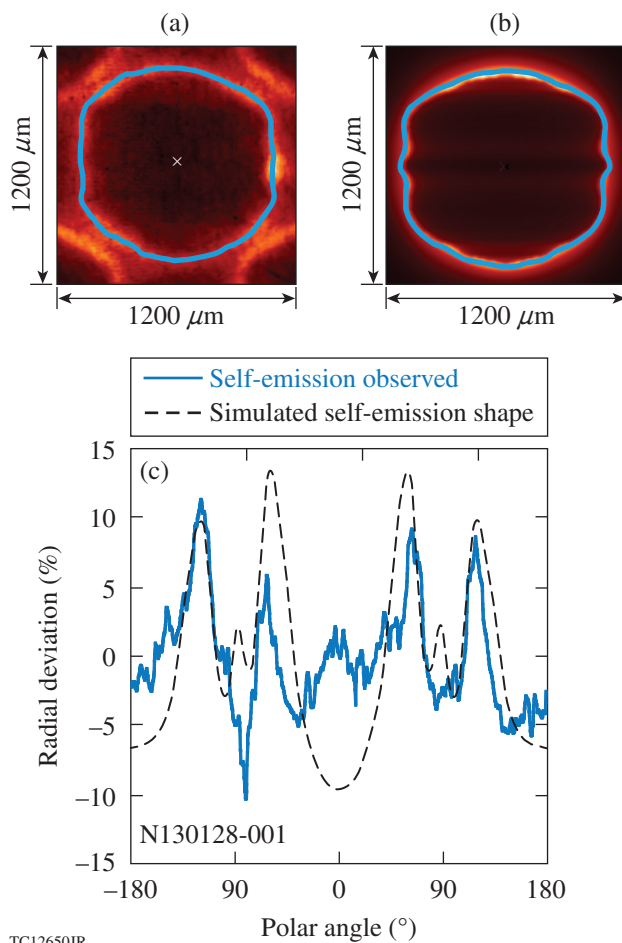 (a)
(b)
1200 μm
1200 μm
1200 μm
1200 μm
Self-emission observed
Simulated self-emission shape
(c)
15
10
5
0
−5
−10
−15
Radial deviation (%)
N130128-001
−180
90
0
90
180
Polar angle (°)
TC12650JR